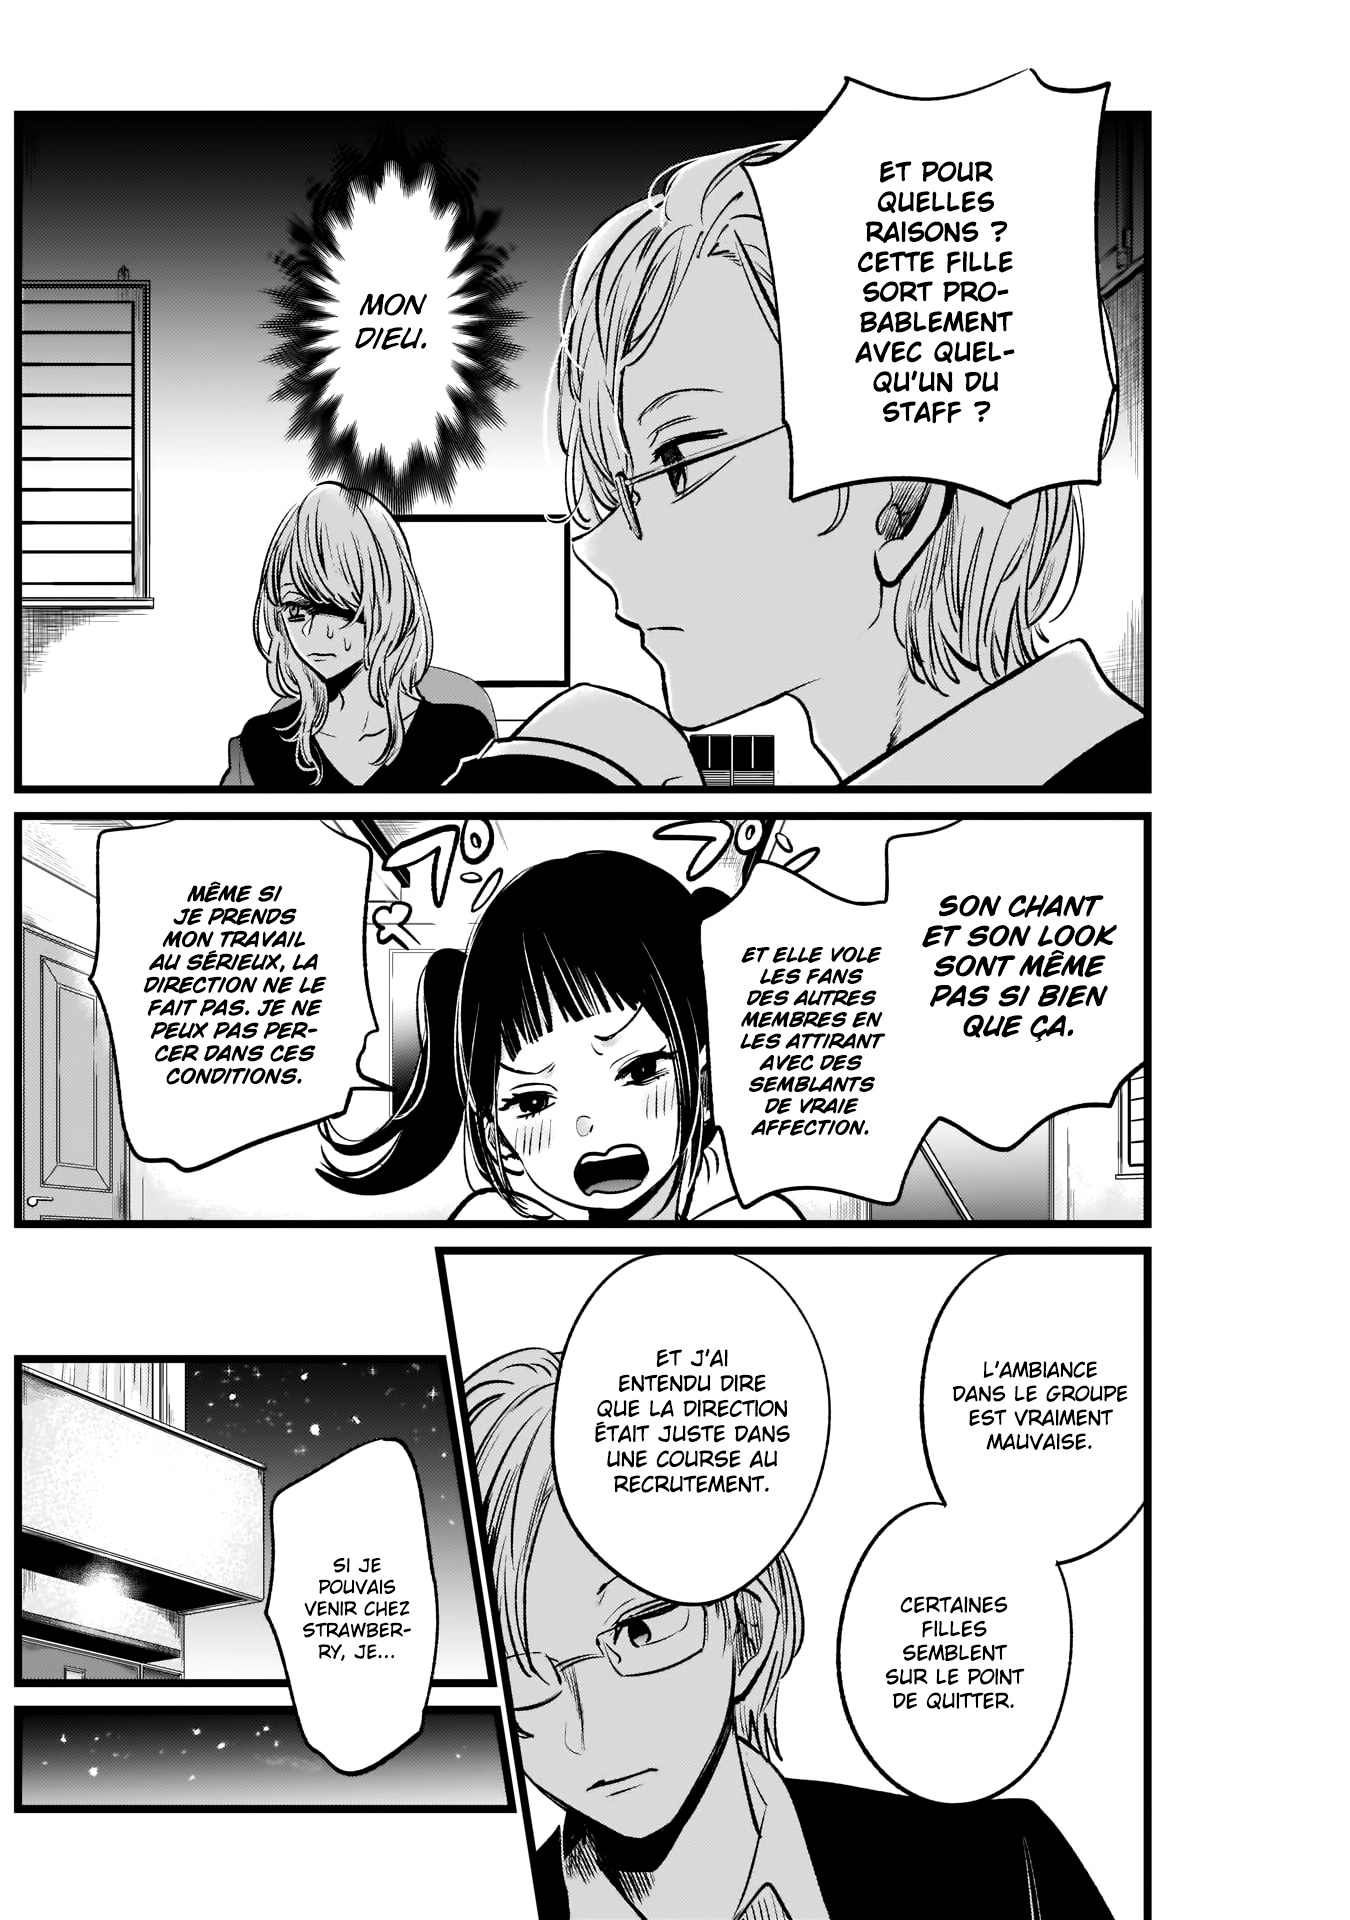 ET POUR
QUELLES
RAISONS ?
CETTE FILLE
SORT PRO-
BABLEMENT
AVEC QUEL-
QU'UN DU
STAFF ?
MON
DIEU.
SON CHANT
ET SON LOOK
SONT MÊME
PAS SI BIEN
QUE ÇA.
ET ELLE VOLE
LES FANS
DES AUTRES
MEMBRES EN
LES ATTIRANT
AVEC DES
SEMBLANTS
DE VRAIE
AFFECTION.
MÊME SI
JE PRENDS
MON TRAVAIL
AU SÉRIEUX, LA
DIRECTION NE LE
FAIT PAS. JE NE
PEUX PAS PER-
CER DANS CES
CONDITIONS.
L'AMBIANCE
DANS LE GROUPE
EST VRAIMENT
MAUVAISE.
CERTAINES
FILLES
SEMBLENT
SUR LE POINT
DE QUITTER.
ET J'AI
ENTENDU DIRE
QUE LA DIRECTION
ÉTAIT JUSTE DANS
UNE COURSE AU
RECRUTEMENT.
SI JE
POUVAIS
VENIR CHEZ
STRAWBER-
RY, JE...